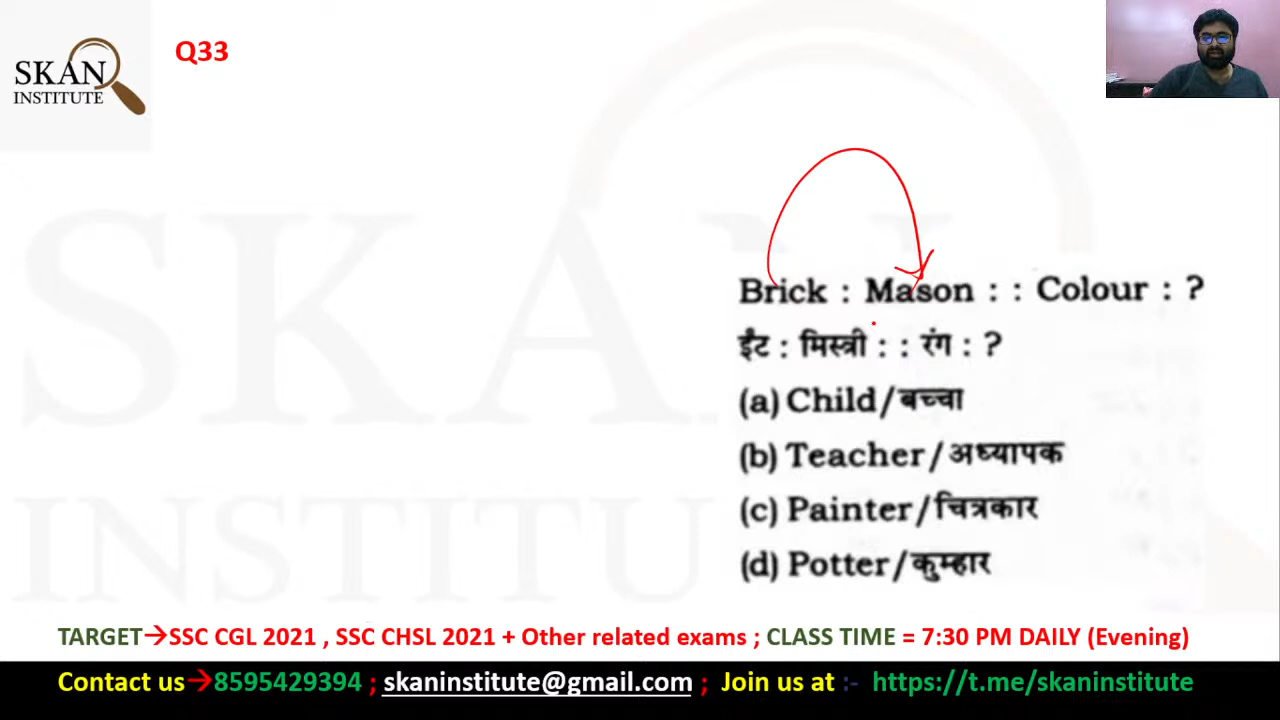 SKAN
INSTITUTE
Q33
Brick : Mason : : Colour : ?
ईंट : मिस्त्री : : रंग : ?
(a) Child/बच्चा
(b) Teacher/अध्यापक
(c) Painter/चित्रकार
(d) Potter/कुम्हार
SKAN
INSTITU
TARGET→SSC CGL 2021 , SSC CHSL 2021 + Other related exams ; CLASS TIME = 7:30 PM DAILY (Evening)
Contact us→8595429394 ; skaninstitute@gmail.com ; Join us at :- https://t.me/skaninstitute